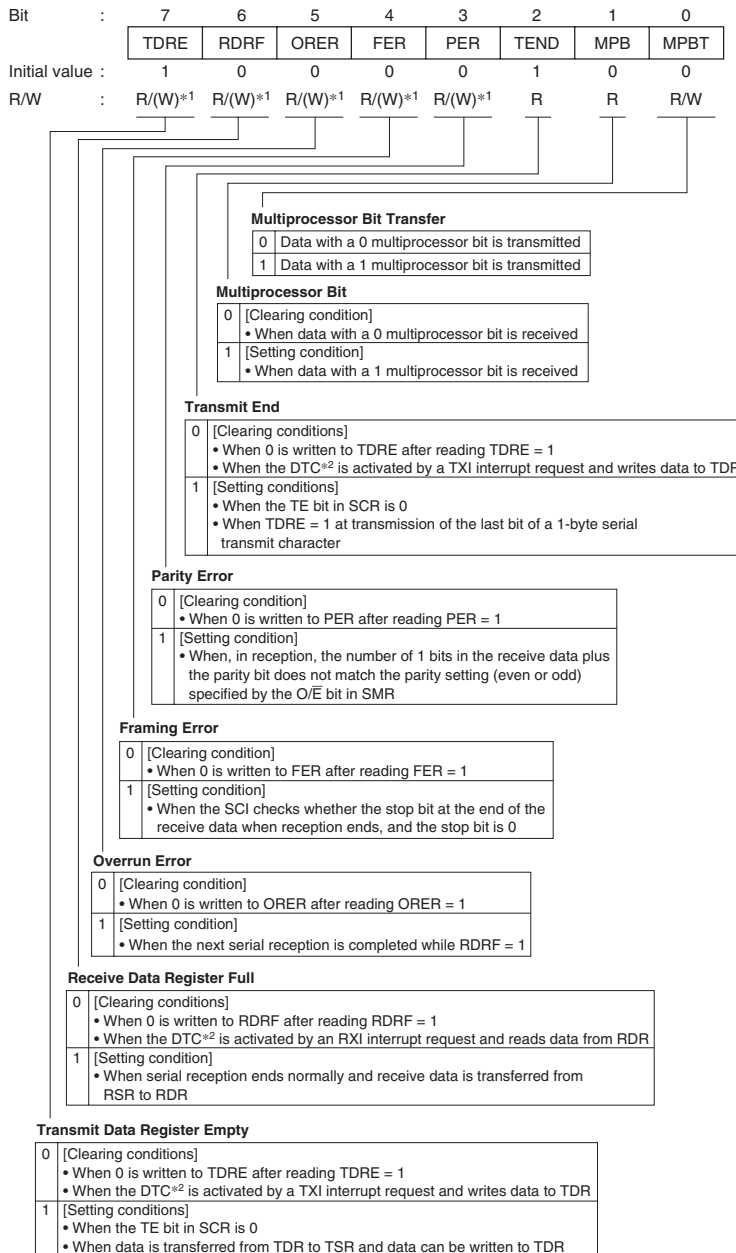 Bit : 7 6 5 4 3 2 1 0
TDRE RDRF ORER FER PER TEND MPB MPBT
Initial value : 1 0 0 0 0 1 0 0
R/W : R/(W)*1 R/(W)*1 R/(W)*1 R/(W)*1 R/(W)*1 R R R/W
Multiprocessor Bit Transfer
0 Data with a 0 multiprocessor bit is transmitted
1 Data with a 1 multiprocessor bit is transmitted
Multiprocessor Bit
0 [Clearing condition]
• When data with a 0 multiprocessor bit is received
1 [Setting condition]
• When data with a 1 multiprocessor bit is received
Transmit End
0 [Clearing conditions]
• When 0 is written to TDRE after reading TDRE = 1
• When the DTC*2 is activated by a TXI interrupt request and writes data to TDR
1 [Setting conditions]
• When the TE bit in SCR is 0
• When TDRE = 1 at transmission of the last bit of a 1-byte serial
transmit character
Parity Error
0 [Clearing condition]
• When 0 is written to PER after reading PER = 1
1 [Setting condition]
• When, in reception, the number of 1 bits in the receive data plus
the parity bit does not match the parity setting (even or odd)
specified by the O/E̅ bit in SMR
Framing Error
0 [Clearing condition]
• When 0 is written to FER after reading FER = 1
1 [Setting condition]
• When the SCI checks whether the stop bit at the end of the
receive data when reception ends, and the stop bit is 0
Overrun Error
0 [Clearing condition]
• When 0 is written to ORER after reading ORER = 1
1 [Setting condition]
• When the next serial reception is completed while RDRF = 1
Receive Data Register Full
0 [Clearing conditions]
• When 0 is written to RDRF after reading RDRF = 1
• When the DTC*2 is activated by an RXI interrupt request and reads data from RDR
1 [Setting condition]
• When serial reception ends normally and receive data is transferred from
RSR to RDR
Transmit Data Register Empty
0 [Clearing conditions]
• When 0 is written to TDRE after reading TDRE = 1
• When the DTC*2 is activated by a TXI interrupt request and writes data to TDR
1 [Setting conditions]
• When the TE bit in SCR is 0
• When data is transferred from TDR to TSR and data can be written to TDR